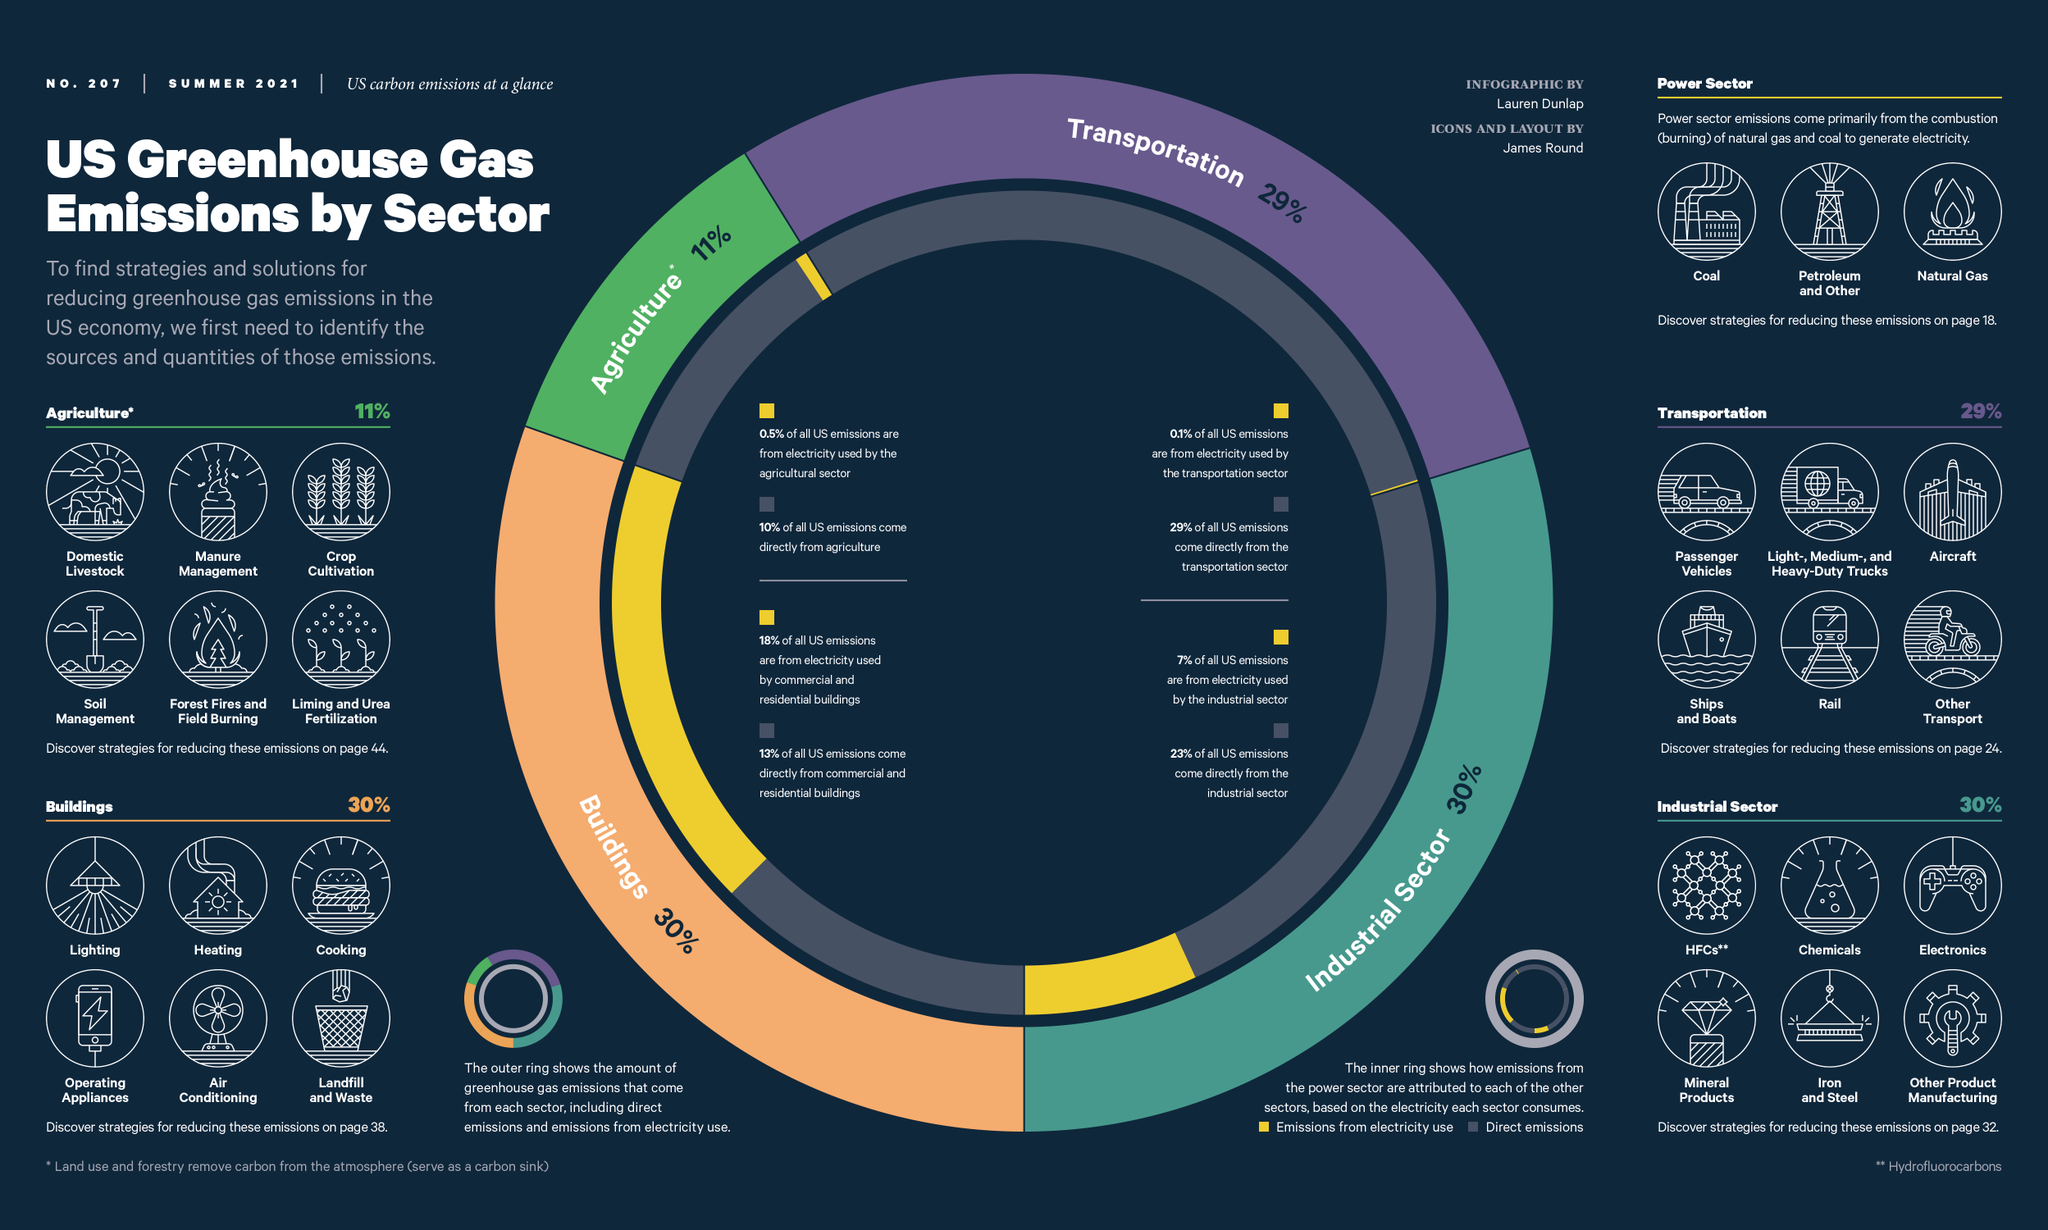 NO. 207 | SUMMER 2021 | US carbon emissions at a glance
US Greenhouse Gas
Emissions by Sector
To find strategies and solutions for
reducing greenhouse gas emissions in the
US economy, we first need to identify the
sources and quantities of those emissions.
Agriculture* 11%
Domestic
Livestock
Manure
Management
Crop
Cultivation
Soil
Management
Forest Fires and
Field Burning
Liming and Urea
Fertilization
Discover strategies for reducing these emissions on page 44.
Buildings 30%
Lighting
Heating
Cooking
Operating
Appliances
Air
Conditioning
Landfill
and Waste
Discover strategies for reducing these emissions on page 38.
* Land use and forestry remove carbon from the atmosphere (serve as a carbon sink)
Agriculture* 11%
Transportation 29%
Buildings 30%
Industrial Sector 30%
0.5% of all US emissions are
from electricity used by the
agricultural sector
10% of all US emissions come
directly from agriculture
18% of all US emissions
are from electricity used
by commercial and
residential buildings
13% of all US emissions come
directly from commercial and
residential buildings
0.1% of all US emissions
are from electricity used by
the transportation sector
29% of all US emissions
come directly from the
transportation sector
7% of all US emissions
are from electricity used
by the industrial sector
23% of all US emissions
come directly from the
industrial sector
The outer ring shows the amount of
greenhouse gas emissions that come
from each sector, including direct
emissions and emissions from electricity use.
The inner ring shows how emissions from
the power sector are attributed to each of the other
sectors, based on the electricity each sector consumes.
Emissions from electricity use Direct emissions
INFOGRAPHIC BY
Lauren Dunlap
ICONS AND LAYOUT BY
James Round
Power Sector
Power sector emissions come primarily from the combustion
(burning) of natural gas and coal to generate electricity.
Coal
Petroleum
and Other
Natural Gas
Discover strategies for reducing these emissions on page 18.
Transportation 29%
Passenger
Vehicles
Light-, Medium-, and
Heavy-Duty Trucks
Aircraft
Ships
and Boats
Rail
Other
Transport
Discover strategies for reducing these emissions on page 24.
Industrial Sector 30%
HFCs**
Chemicals
Electronics
Mineral
Products
Iron
and Steel
Other Product
Manufacturing
Discover strategies for reducing these emissions on page 32.
** Hydrofluorocarbons